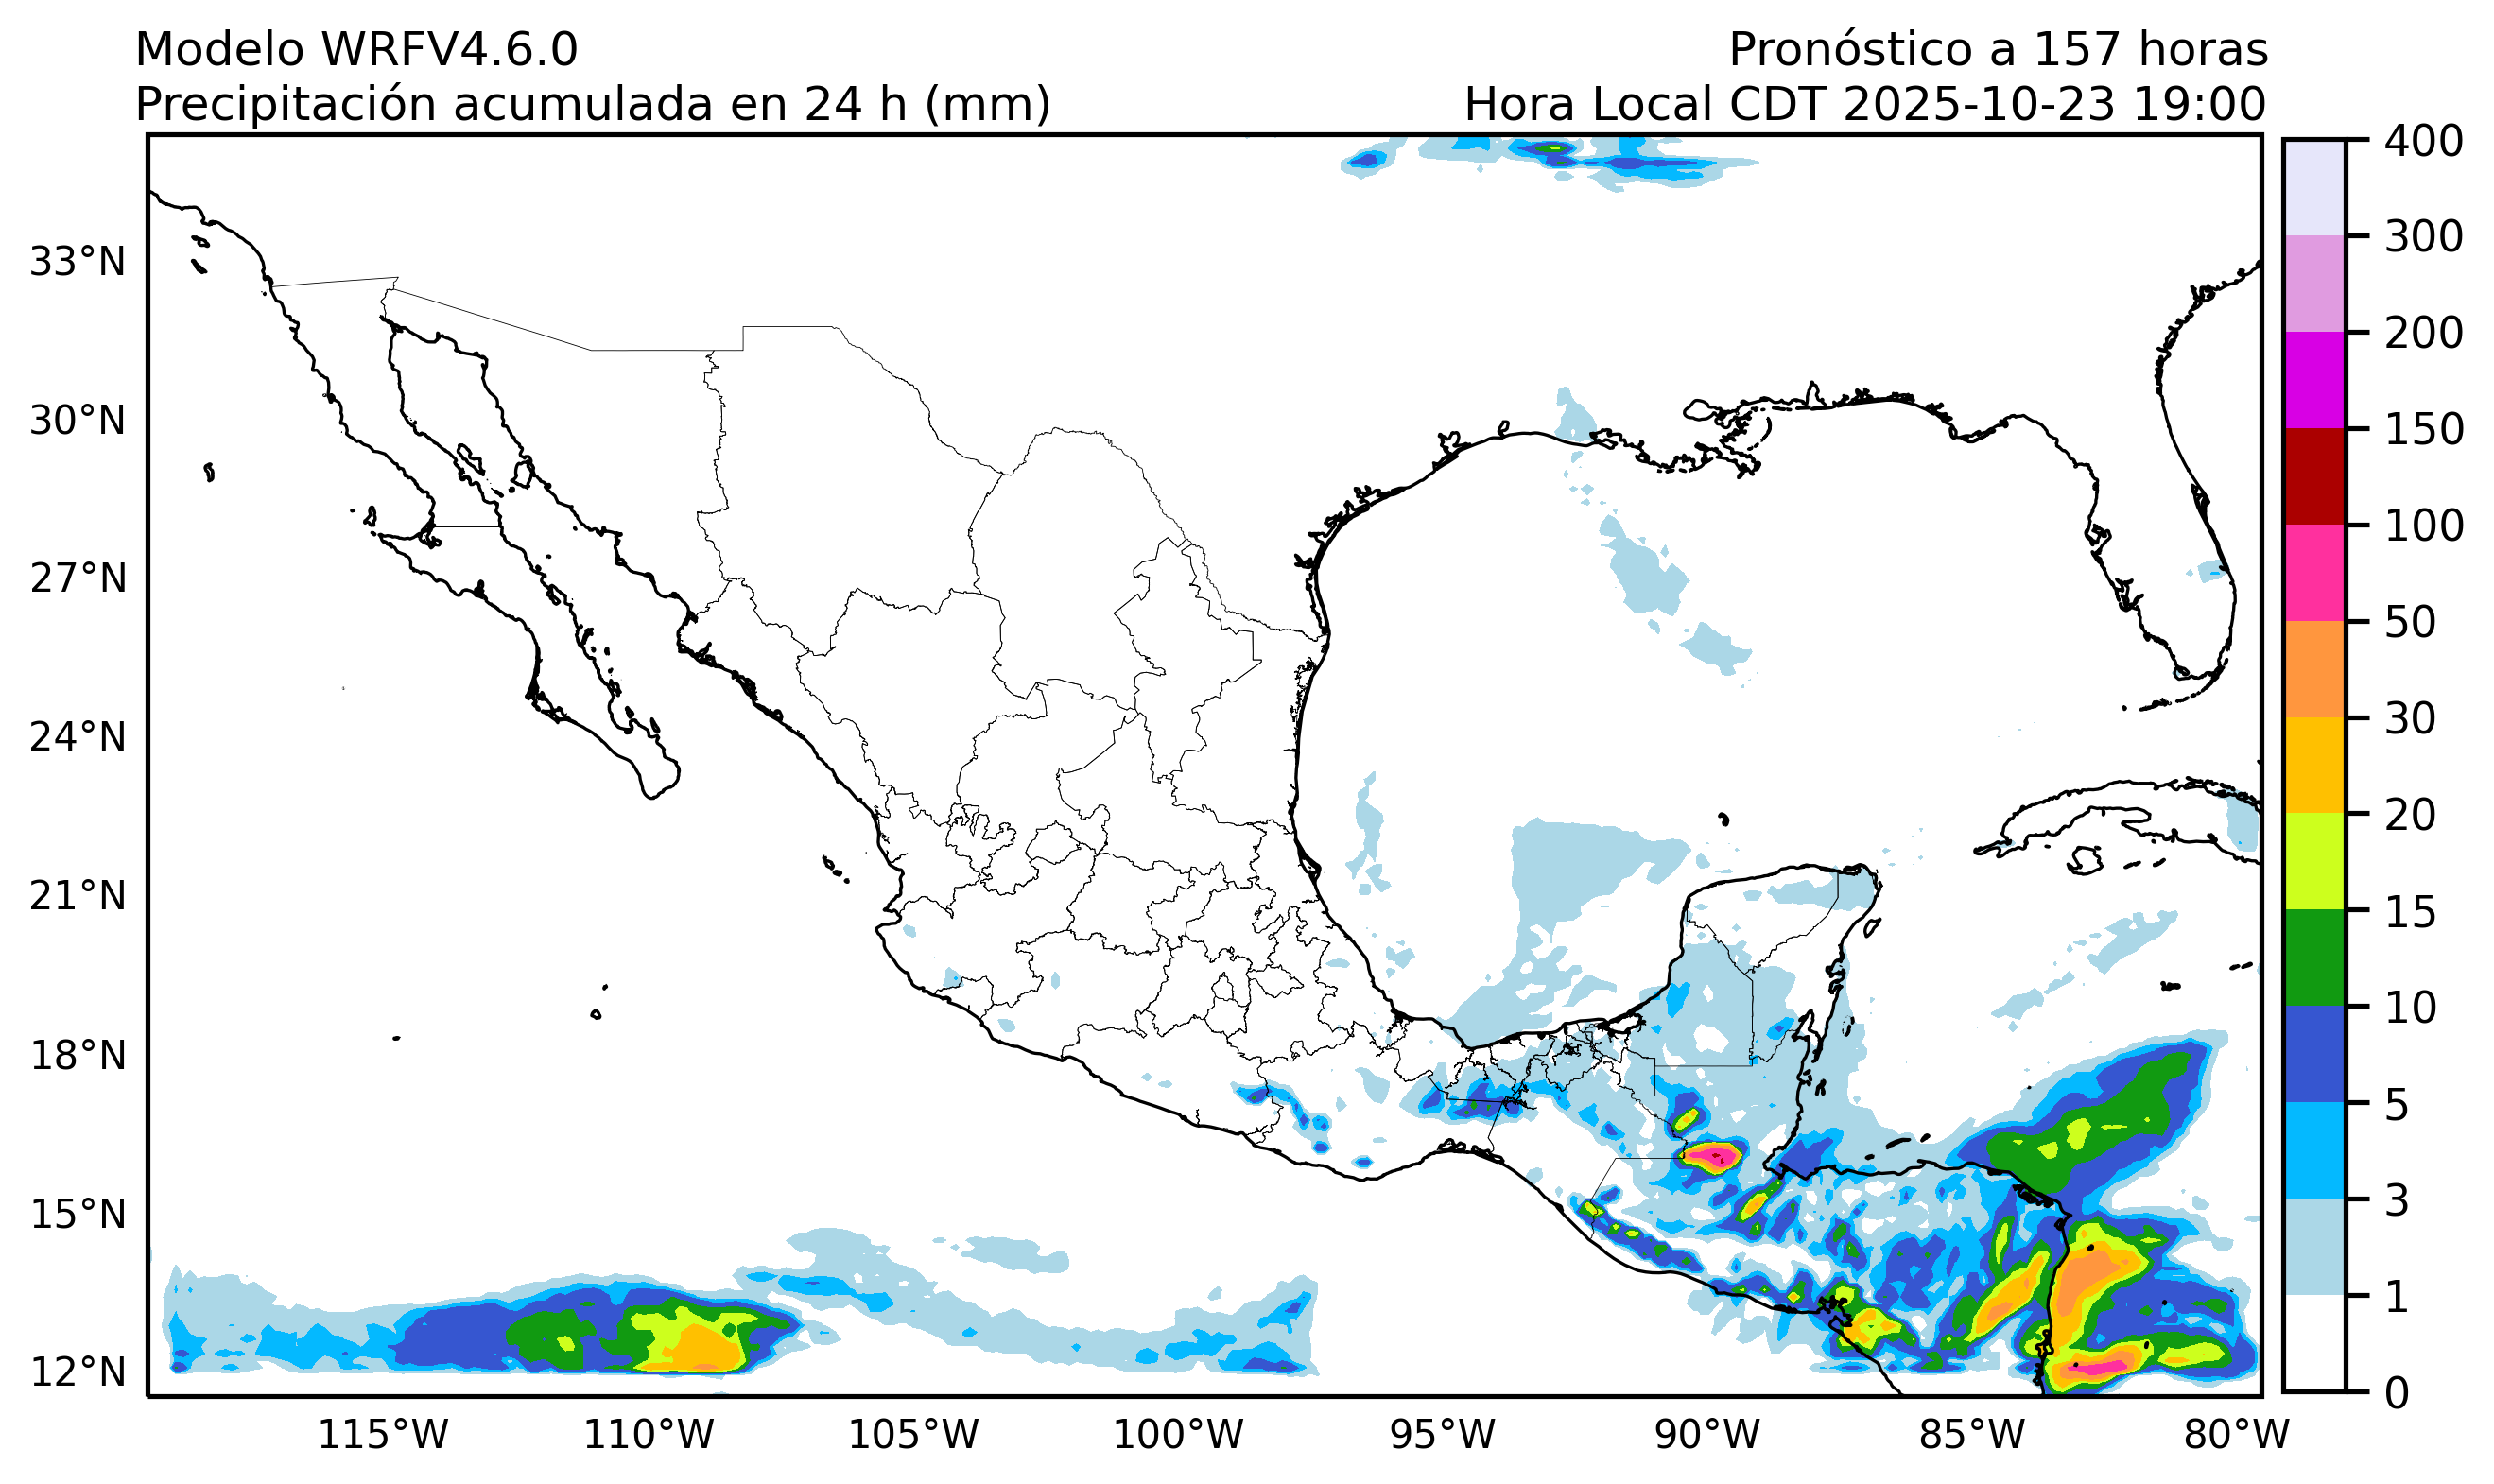 Modelo WRFV4.6.0
Pronóstico a 157 horas
Precipitación acumulada en 24 h (mm)
Hora Local CDT 2025-10-23 19:00
33°N
30°N
27°N
24°N
21°N
18°N
15°N
12°N
115°W
110°W
105°W
100°W
95°W
90°W
85°W
80°W
400
300
200
150
100
50
30
20
15
10
5
3
1
0